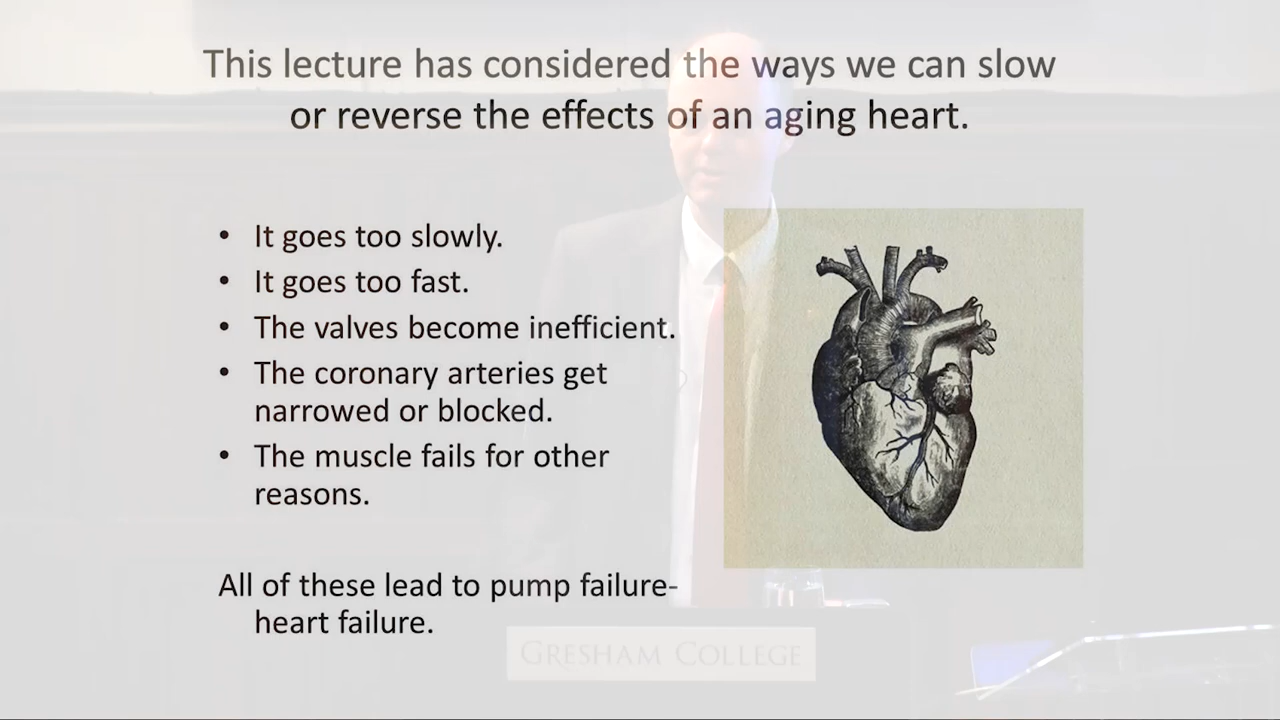 This lecture has considered the ways we can slow
or reverse the effects of an aging heart.
• It goes too slowly.
• It goes too fast.
• The valves become inefficient.
• The coronary arteries get
narrowed or blocked.
• The muscle fails for other
reasons.
All of these lead to pump failure-
heart failure.
GRESHAM COLLEGE